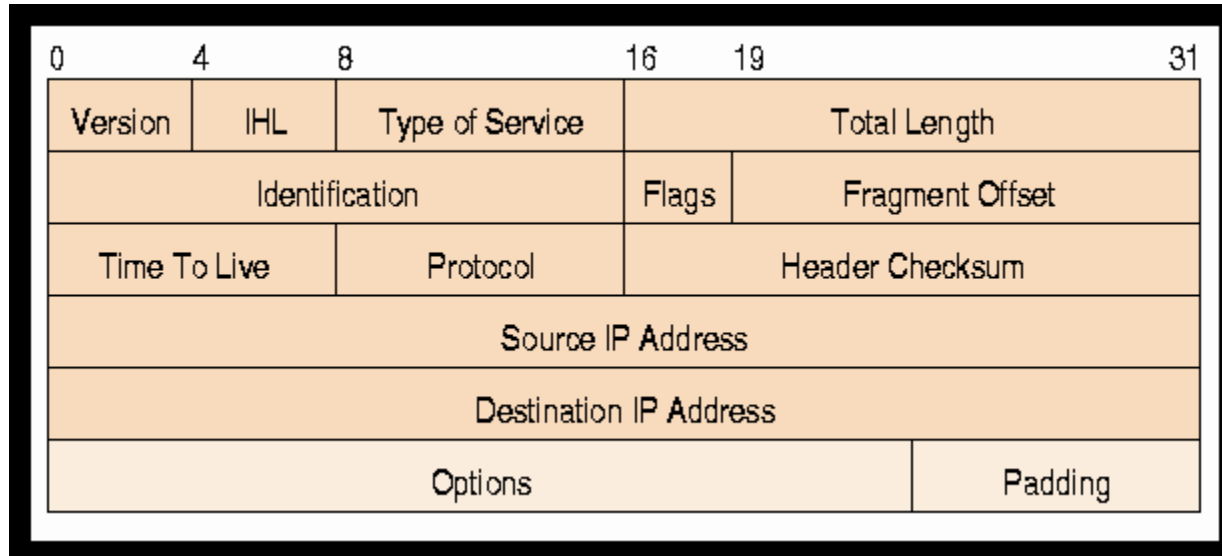 0 4 8 16 19 31
Version IHL Type of Service Total Length
Identification Flags Fragment Offset
Time To Live Protocol Header Checksum
Source IP Address
Destination IP Address
Options Padding